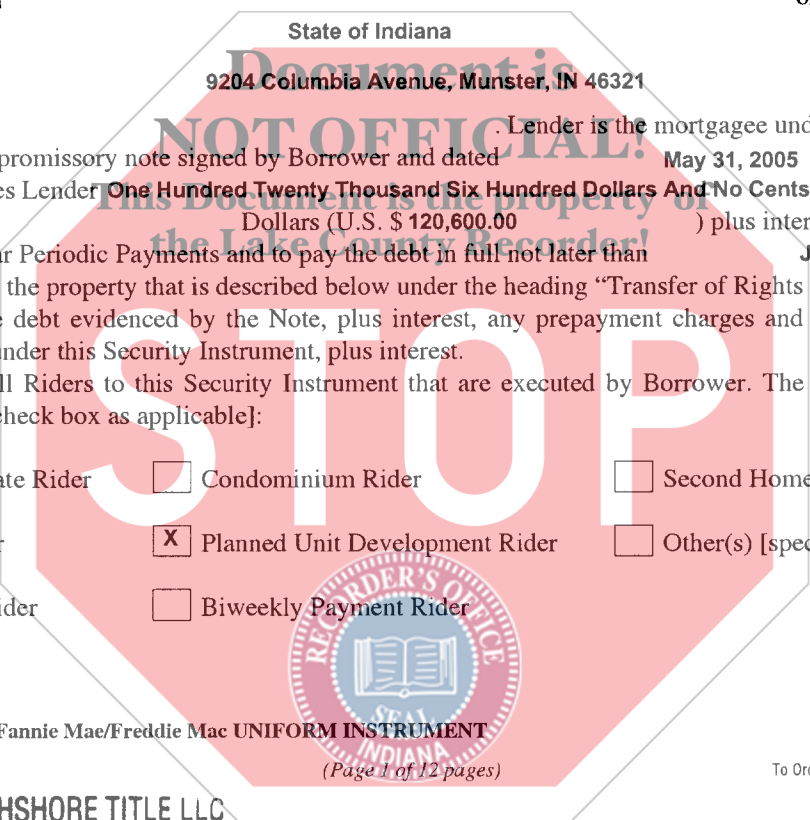 State of Indiana
Document is
9204 Columbia Avenue, Munster, IN 46321
NOT OFFICIAL!
. Lender is the mortgagee und
promissory note signed by Borrower and dated May 31, 2005
es Lender One Hundred Twenty Thousand Six Hundred Dollars And No Cents
This Document is the property of
Dollars (U.S. $ 120,600.00 ) plus inter
the Lake County Recorder!
ar Periodic Payments and to pay the debt in full not later than J
the property that is described below under the heading “Transfer of Rights
e debt evidenced by the Note, plus interest, any prepayment charges and
under this Security Instrument, plus interest.
ll Riders to this Security Instrument that are executed by Borrower. The
check box as applicable]:
STOP
ate Rider Condominium Rider Second Home
r X Planned Unit Development Rider Other(s) [spec
ider Biweekly Payment Rider
RECORDER'S OFFICE
SEAL
INDIANA
Fannie Mae/Freddie Mac UNIFORM INSTRUMENT
(Page 1 of 12 pages)
To Ord
HSHORE TITLE LLC